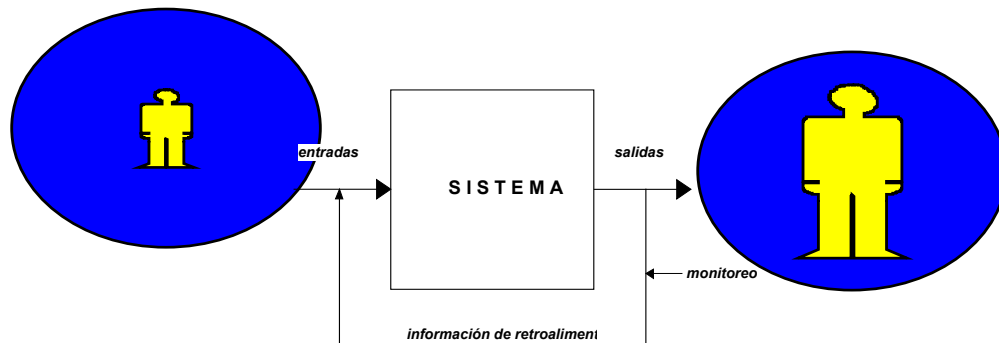 entradas
salidas
S I S T E M A
monitoreo
información de retroaliment